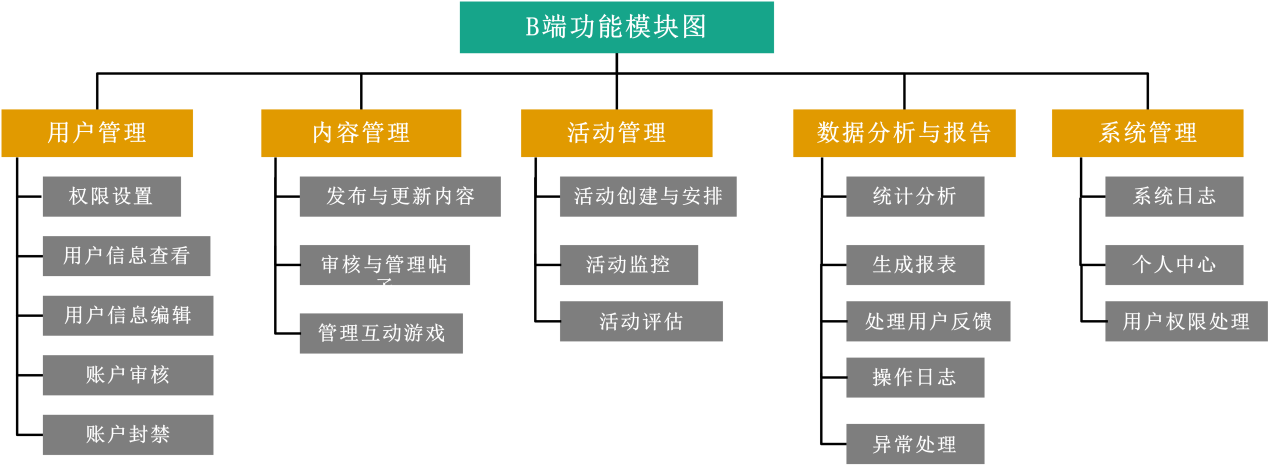 B端功能模块图
用户管理
权限设置
用户信息查看
用户信息编辑
账户审核
账户封禁
内容管理
发布与更新内容
审核与管理帖
子
管理互动游戏
活动管理
活动创建与安排
活动监控
活动评估
数据分析与报告
统计分析
生成报表
处理用户反馈
操作日志
异常处理
系统管理
系统日志
个人中心
用户权限处理